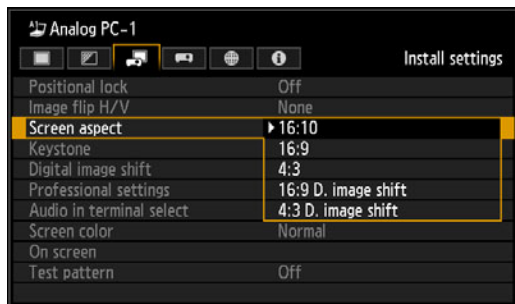 Analog PC-1
Install settings
Positional lock Off
Image flip H/V None
Screen aspect 16:10
Keystone 16:9
Digital image shift 4:3
Professional settings 16:9 D. image shift
Audio in terminal select 4:3 D. image shift
Screen color Normal
On screen
Test pattern Off